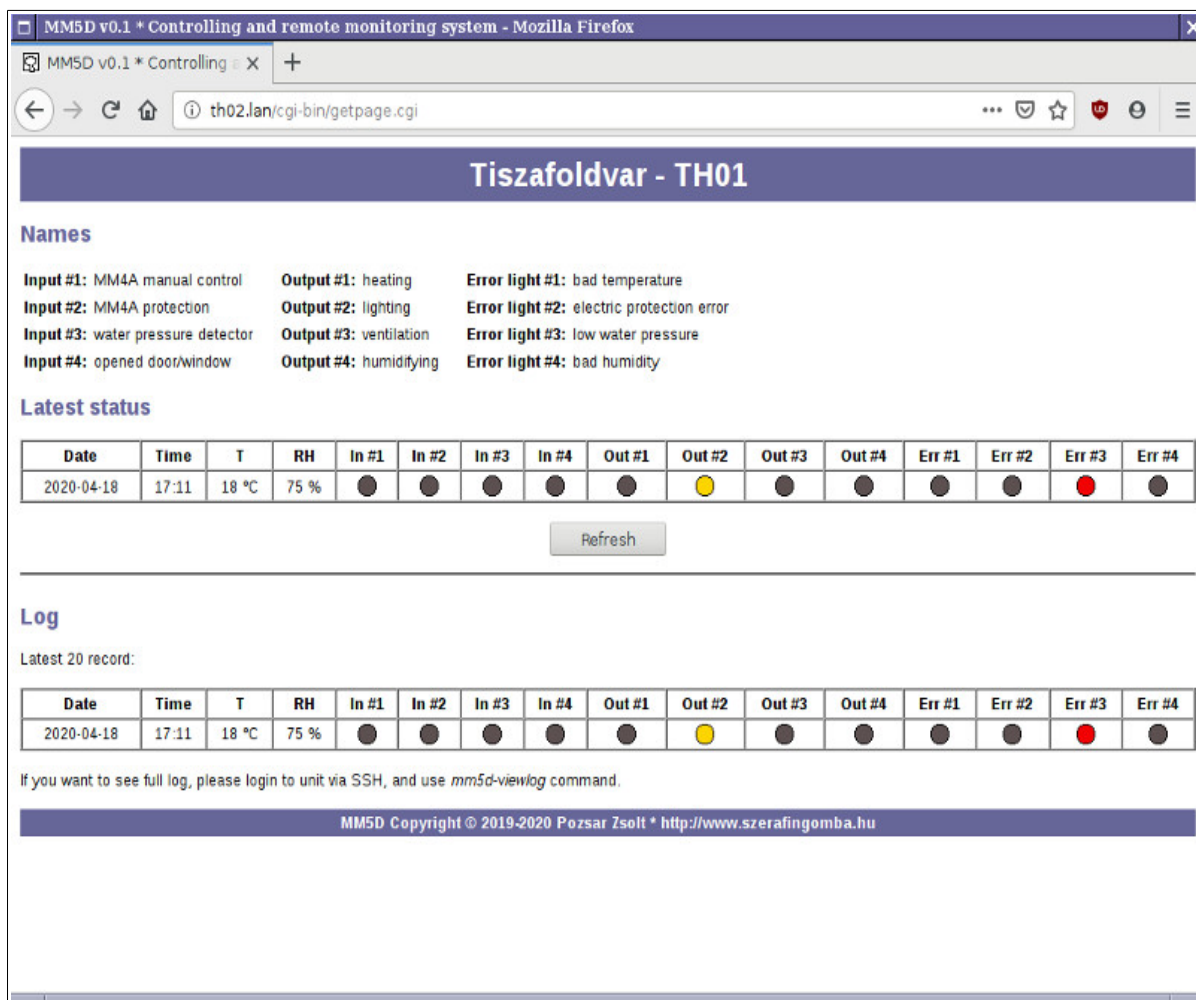 MM5D v0.1 * Controlling and remote monitoring system - Mozilla Firefox
MM5D v0.1 * Controlling
th02.lan/cgi-bin/getpage.cgi
Tiszafoldvar - TH01
Names
Input #1: MM4A manual control Output #1: heating Error light #1: bad temperature
Input #2: MM4A protection Output #2: lighting Error light #2: electric protection error
Input #3: water pressure detector Output #3: ventilation Error light #3: low water pressure
Input #4: opened door/window Output #4: humidifying Error light #4: bad humidity
Latest status
Date Time T RH In #1 In #2 In #3 In #4 Out #1 Out #2 Out #3 Out #4 Err #1 Err #2 Err #3 Err #4
2020-04-18 17:11 18 °C 75 %
Refresh
Log
Latest 20 record:
Date Time T RH In #1 In #2 In #3 In #4 Out #1 Out #2 Out #3 Out #4 Err #1 Err #2 Err #3 Err #4
2020-04-18 17:11 18 °C 75 %
If you want to see full log, please login to unit via SSH, and use mm5d-viewlog command.
MM5D Copyright © 2019-2020 Pozsar Zsolt * http://www.szerafingomba.hu